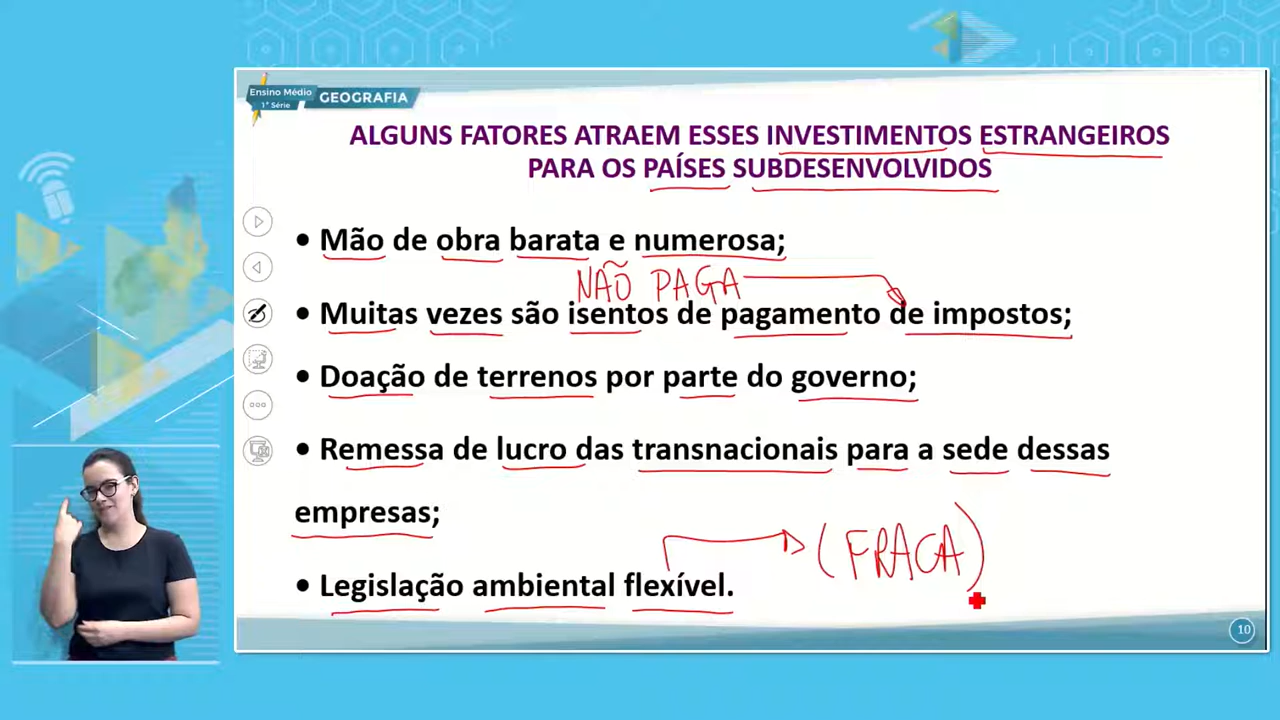 Ensino Médio
1ª Série
GEOGRAFIA
ALGUNS FATORES ATRAEM ESSES INVESTIMENTOS ESTRANGEIROS
PARA OS PAÍSES SUBDESENVOLVIDOS
• Mão de obra barata e numerosa;
NÃO PAGA
• Muitas vezes são isentos de pagamento de impostos;
• Doação de terrenos por parte do governo;
• Remessa de lucro das transnacionais para a sede dessas
empresas;
(FRACA)
• Legislação ambiental flexível.
10